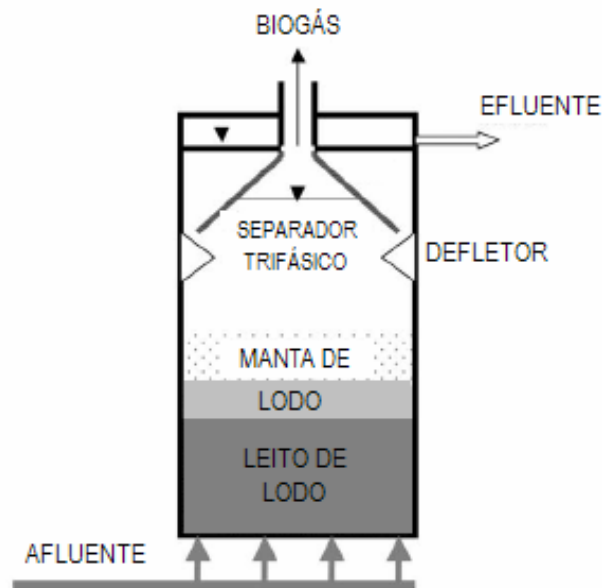 BIOGÁS
EFLUENTE
SEPARADOR
TRIFÁSICO
DEFLETOR
MANTA DE
LODO
LEITO DE
LODO
AFLUENTE